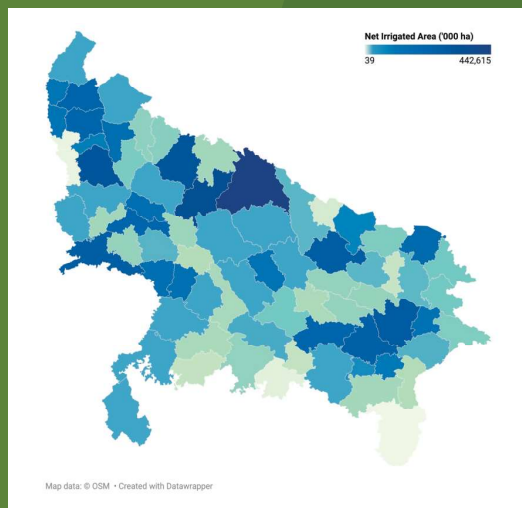 Net Irrigated Area ('000 ha)
39 442,615
Map data: © OSM • Created with Datawrapper